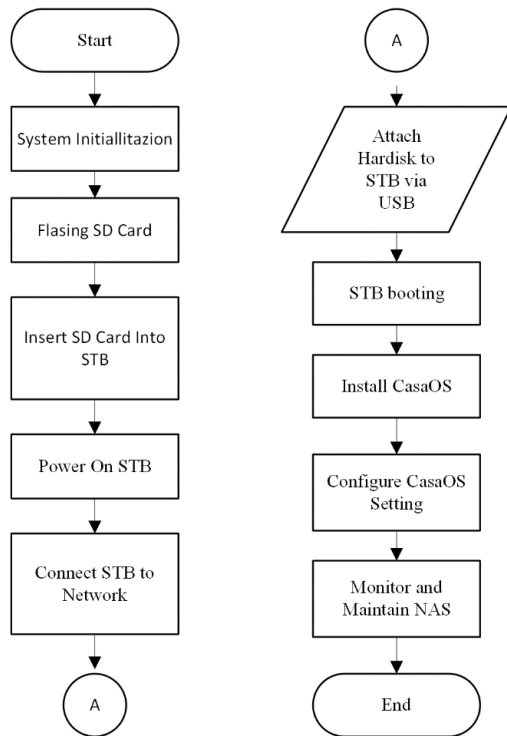 Start
System Initiallitazion
Flasing SD Card
Insert SD Card Into
STB
Power On STB
Connect STB to
Network
A
A
Attach
Hardisk to
STB via
USB
STB booting
Install CasaOS
Configure CasaOS
Setting
Monitor and
Maintain NAS
End